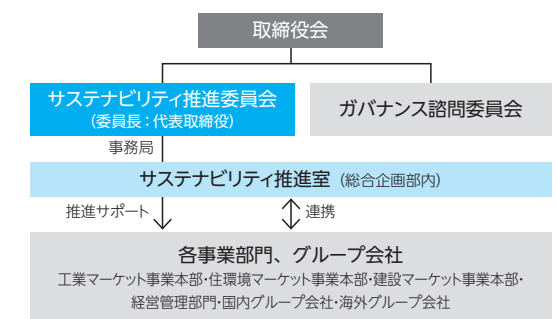 取締役会
サステナビリティ推進委員会
（委員長：代表取締役）
ガバナンス諮問委員会
事務局
サステナビリティ推進室（総合企画部内）
推進サポート
連携
各事業部門、グループ会社
工業マーケット事業本部・住環境マーケット事業本部・建設マーケット事業本部・
経営管理部門・国内グループ会社・海外グループ会社